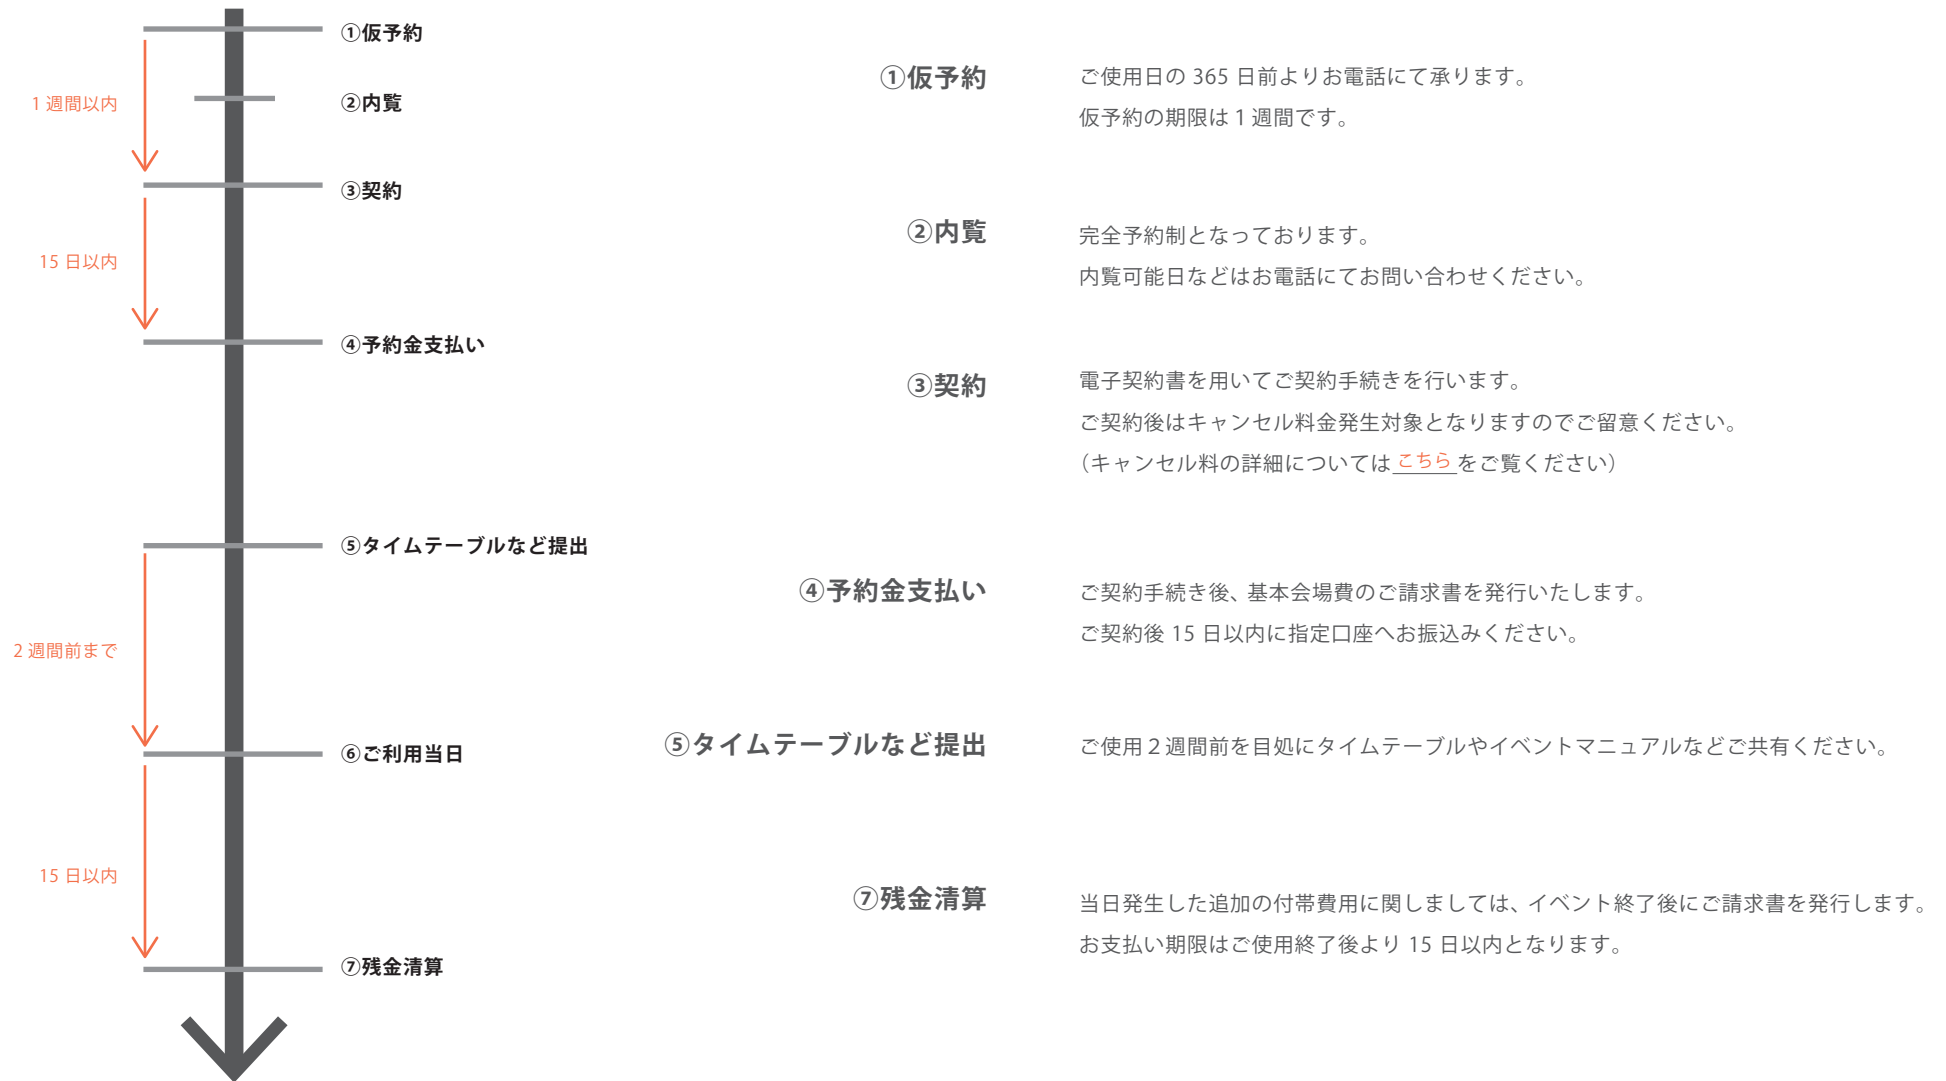 ①仮予約
1 週間以内
②内覧
③契約
15 日以内
④予約金支払い
⑤タイムテーブルなど提出
2 週間前まで
⑥ご利用当日
15 日以内
⑦残金清算
①仮予約
ご使用日の 365 日前よりお電話にて承ります。
仮予約の期限は 1 週間です。
②内覧
完全予約制となっております。
内覧可能日などはお電話にてお問い合わせください。
③契約
電子契約書を用いてご契約手続きを行います。
ご契約後はキャンセル料金発生対象となりますのでご留意ください。
（キャンセル料の詳細については こちら をご覧ください）
④予約金支払い
ご契約手続き後、基本会場費のご請求書を発行いたします。
ご契約後 15 日以内に指定口座へお振込みください。
⑤タイムテーブルなど提出
ご使用 2 週間前を目処にタイムテーブルやイベントマニュアルなどご共有ください。
⑦残金清算
当日発生した追加の付帯費用に関しましては、イベント終了後にご請求書を発行します。
お支払い期限はご使用終了後より 15 日以内となります。